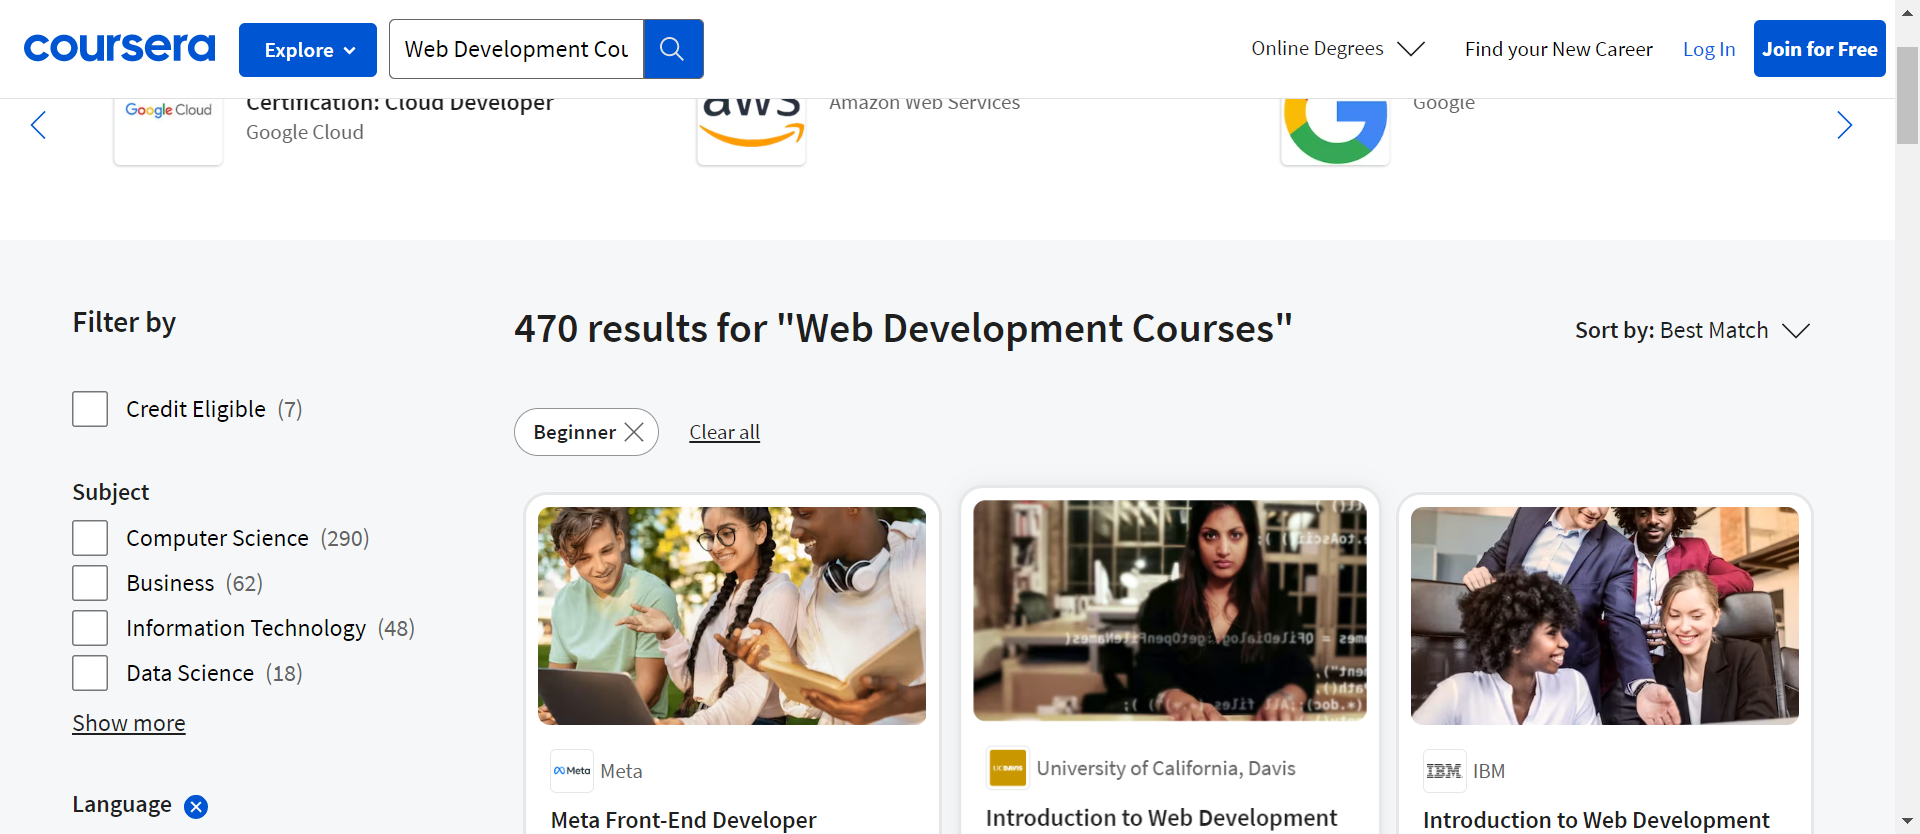 coursera
Explore
Web Development Cou
Online Degrees
Find your New Career
Log In
Join for Free
Google Cloud
Certification: Cloud Developer
Google Cloud
aws
Amazon Web Services
Google
Filter by
470 results for "Web Development Courses"
Sort by: Best Match
Credit Eligible (7)
Beginner
Clear all
Subject
Computer Science (290)
Business (62)
Information Technology (48)
Data Science (18)
Show more
Language
Meta
Meta
Meta Front-End Developer
UC DAVIS
University of California, Davis
Introduction to Web Development
IBM
IBM
Introduction to Web Development